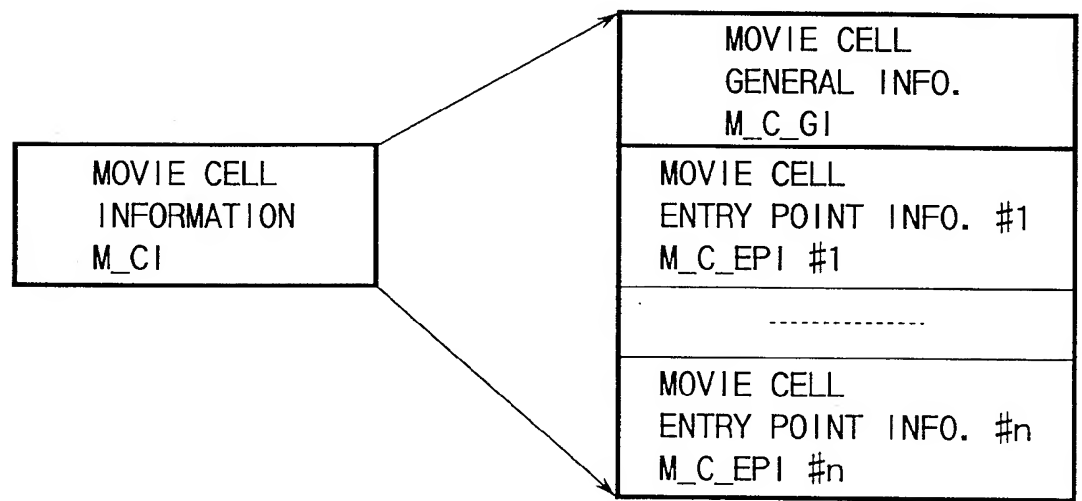 MOVIE CELL
INFORMATION
M_CI
MOVIE CELL
GENERAL INFO.
M_C_GI
MOVIE CELL
ENTRY POINT INFO. #1
M_C_EPI #1
--------------
MOVIE CELL
ENTRY POINT INFO. #n
M_C_EPI #n